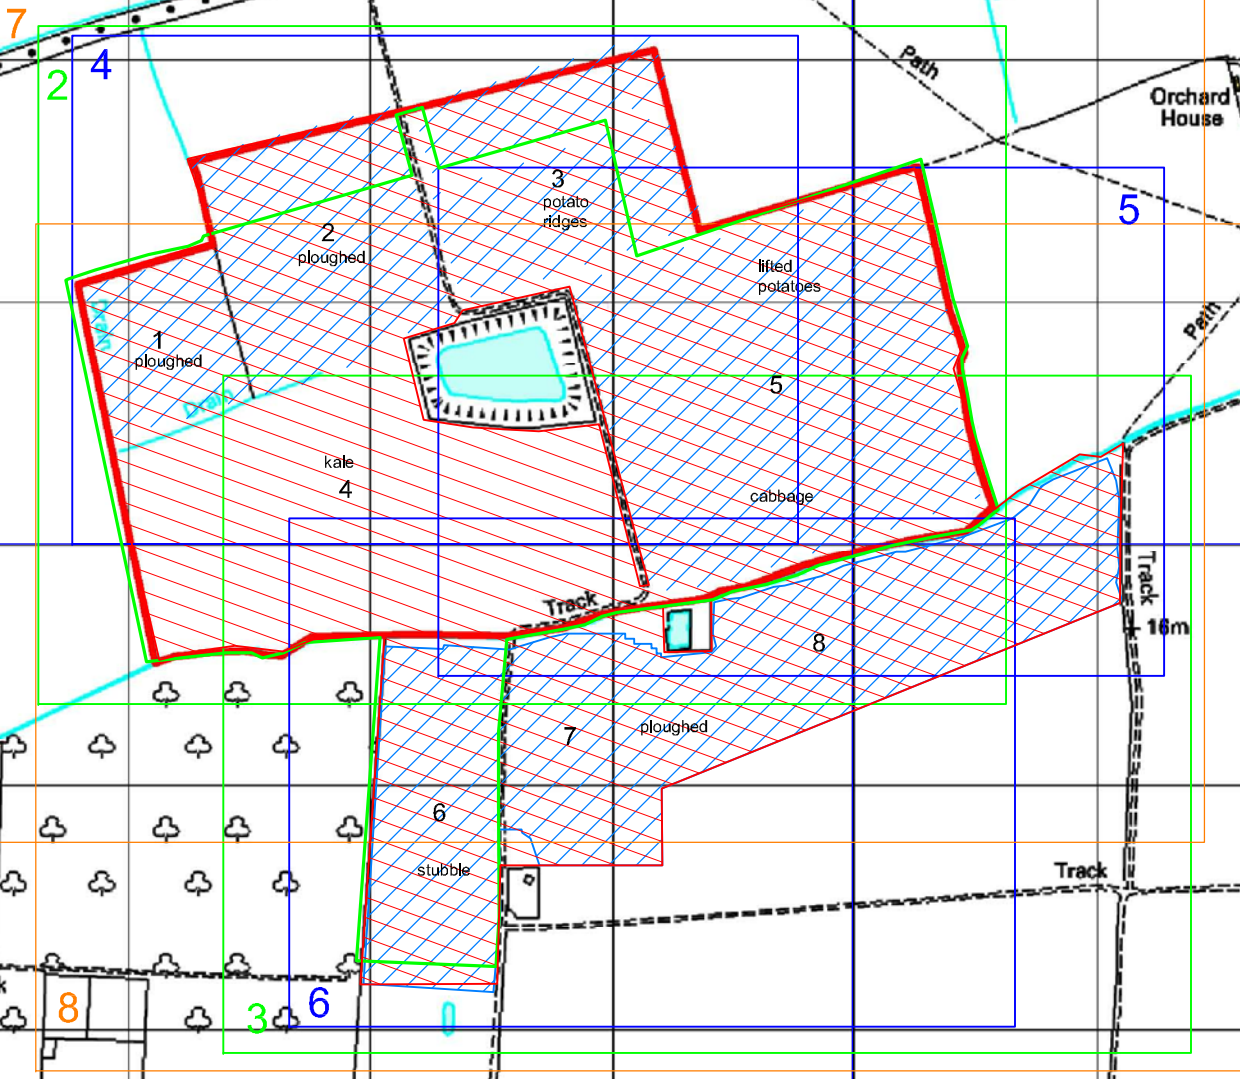 7
2
4
Path
Orchard
House
3
potato
ridges
5
2
ploughed
lifted
potatoes
Drain
1
ploughed
Path
5
Drain
kale
4
cabbage
Track
Track
16m
8
7
ploughed
6
stubble
Track
8
3
6